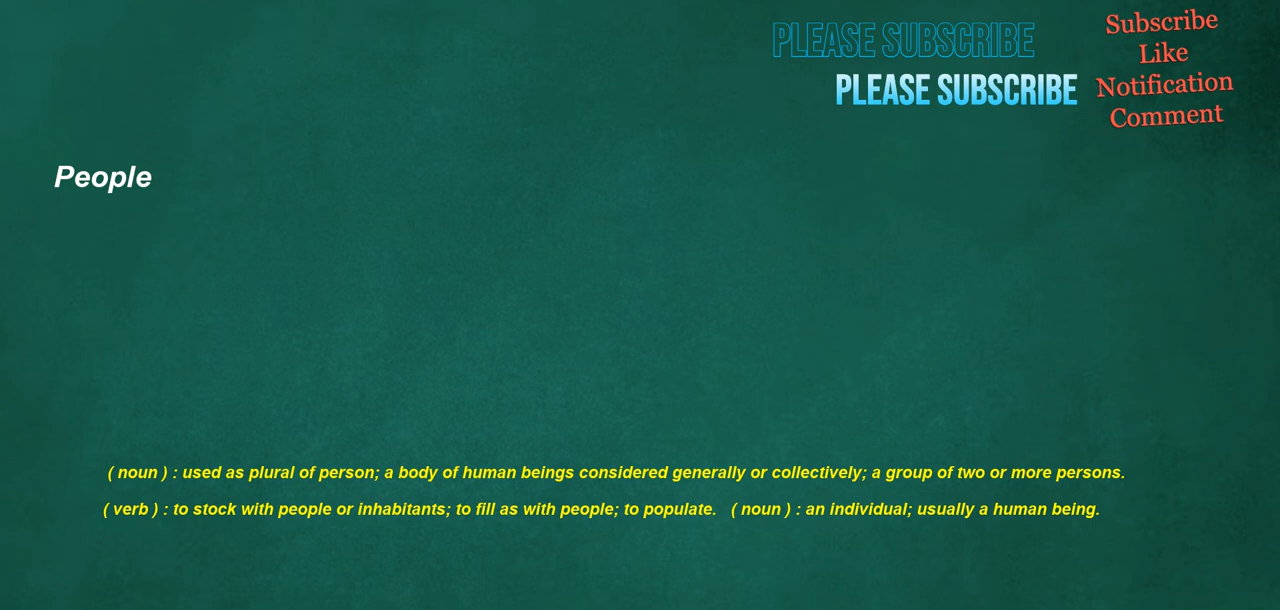 PLEASE SUBSCRIBE
PLEASE SUBSCRIBE
Subscribe
Like
Notification
Comment
People
( noun ) : used as plural of person; a body of human beings considered generally or collectively; a group of two or more persons.
( verb ) : to stock with people or inhabitants; to fill as with people; to populate.   ( noun ) : an individual; usually a human being.